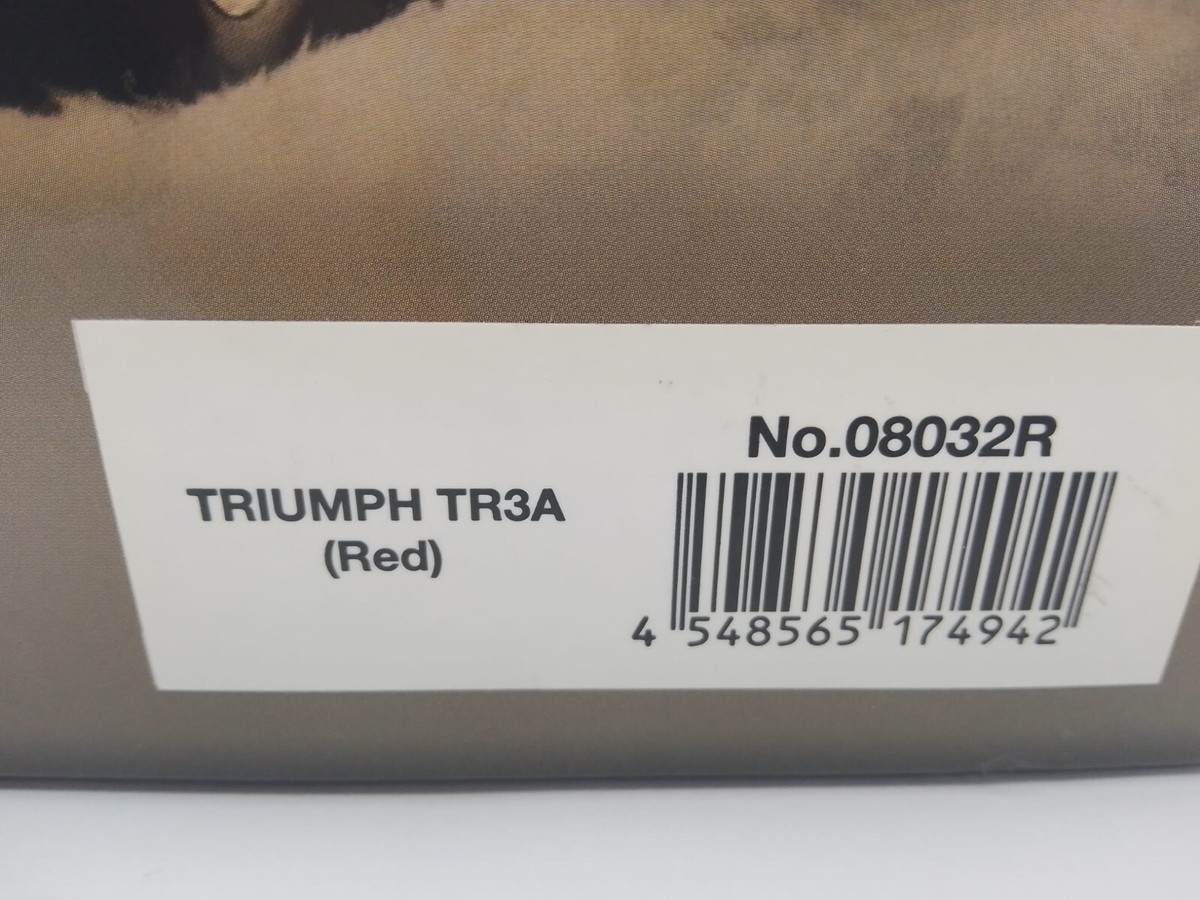 No.08032R
TRIUMPH TR3A
(Red)
4 548565 174942